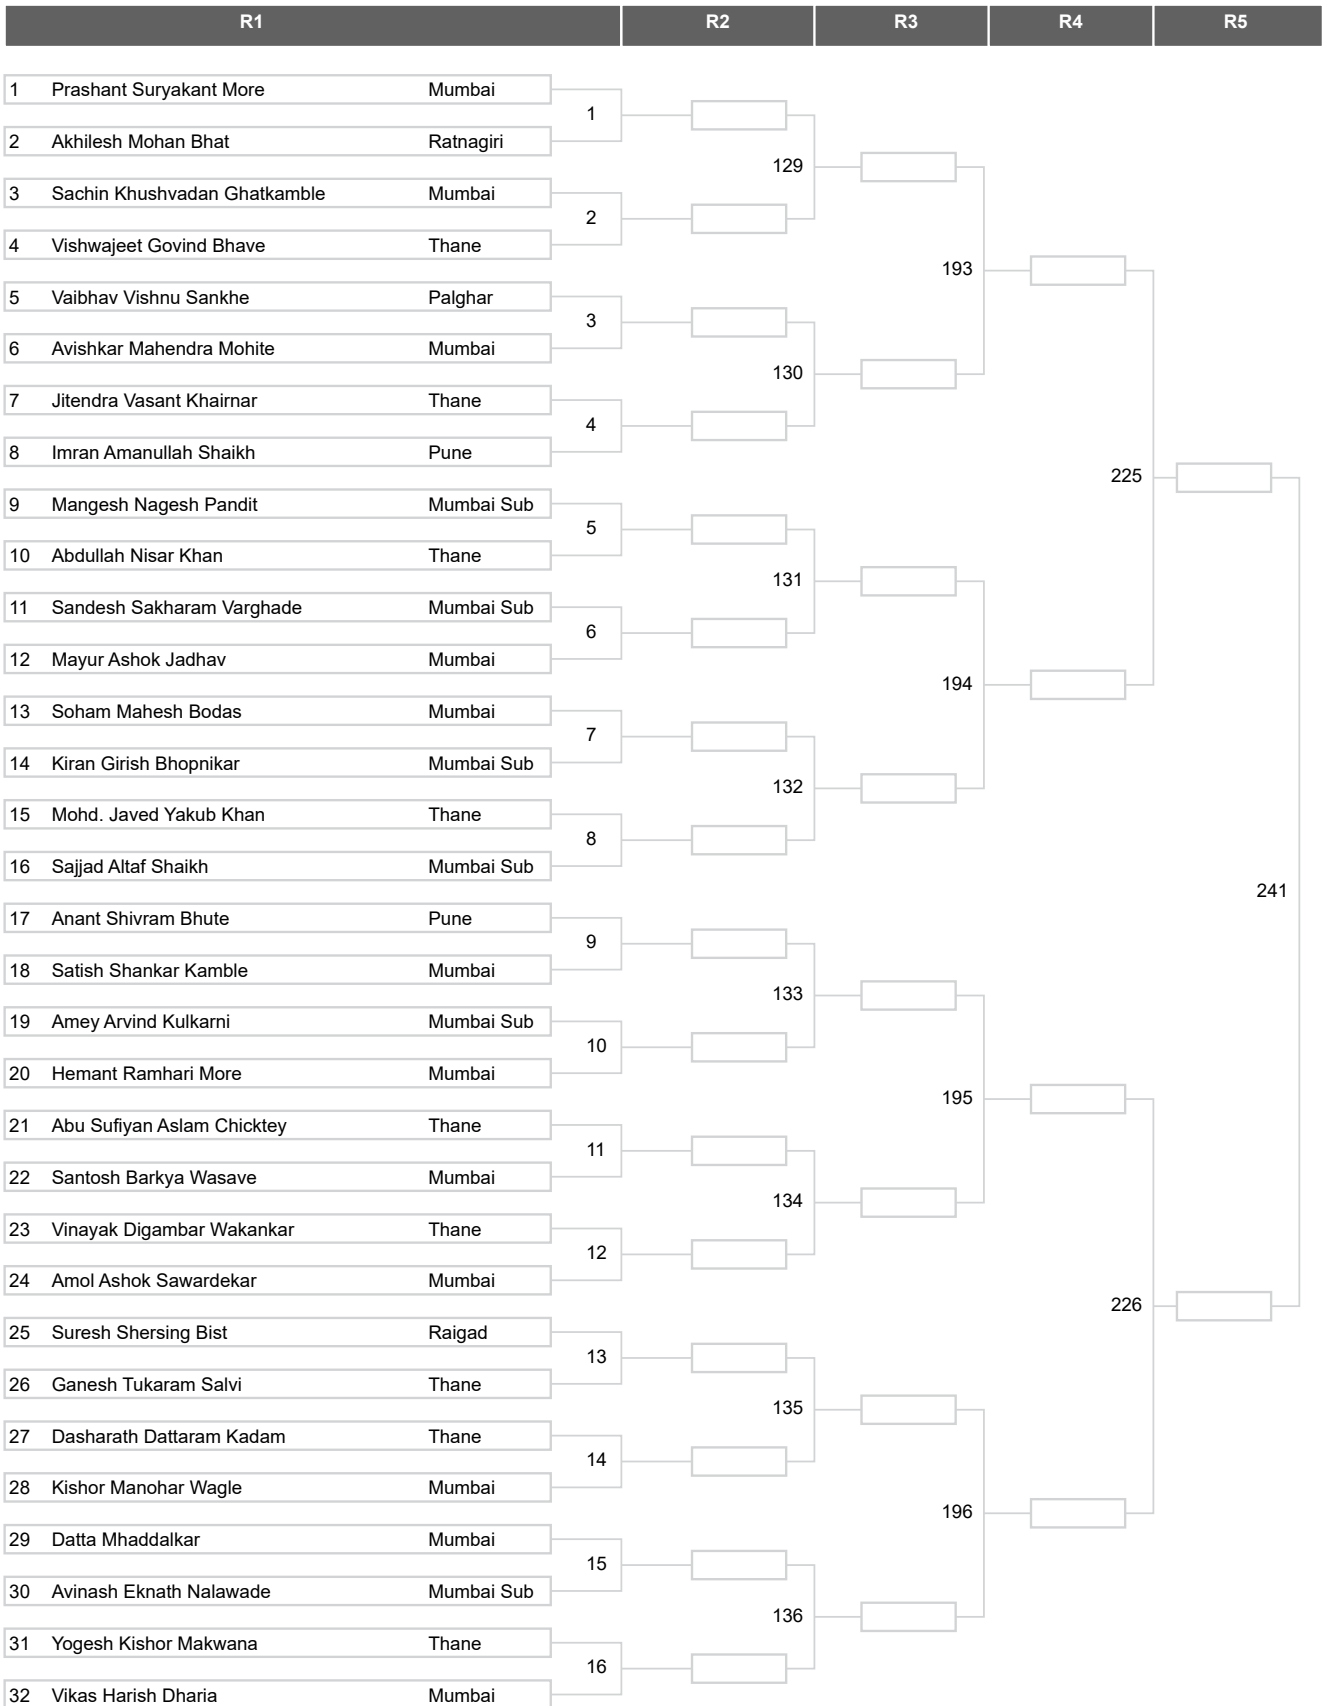 R1 R2 R3 R4 R5
1 Prashant Suryakant More Mumbai
1
2 Akhilesh Mohan Bhat Ratnagiri
129
3 Sachin Khushvadan Ghatkamble Mumbai
2
4 Vishwajeet Govind Bhave Thane
193
5 Vaibhav Vishnu Sankhe Palghar
3
6 Avishkar Mahendra Mohite Mumbai
130
7 Jitendra Vasant Khairnar Thane
4
8 Imran Amanullah Shaikh Pune
225
9 Mangesh Nagesh Pandit Mumbai Sub
5
10 Abdullah Nisar Khan Thane
131
11 Sandesh Sakharam Varghade Mumbai Sub
6
12 Mayur Ashok Jadhav Mumbai
194
13 Soham Mahesh Bodas Mumbai
7
14 Kiran Girish Bhopnikar Mumbai Sub
132
15 Mohd. Javed Yakub Khan Thane
8
16 Sajjad Altaf Shaikh Mumbai Sub
241
17 Anant Shivram Bhute Pune
9
18 Satish Shankar Kamble Mumbai
133
19 Amey Arvind Kulkarni Mumbai Sub
10
20 Hemant Ramhari More Mumbai
195
21 Abu Sufiyan Aslam Chicktey Thane
11
22 Santosh Barkya Wasave Mumbai
134
23 Vinayak Digambar Wakankar Thane
12
24 Amol Ashok Sawardekar Mumbai
226
25 Suresh Shersing Bist Raigad
13
26 Ganesh Tukaram Salvi Thane
135
27 Dasharath Dattaram Kadam Thane
14
28 Kishor Manohar Wagle Mumbai
196
29 Datta Mhaddalkar Mumbai
15
30 Avinash Eknath Nalawade Mumbai Sub
136
31 Yogesh Kishor Makwana Thane
16
32 Vikas Harish Dharia Mumbai